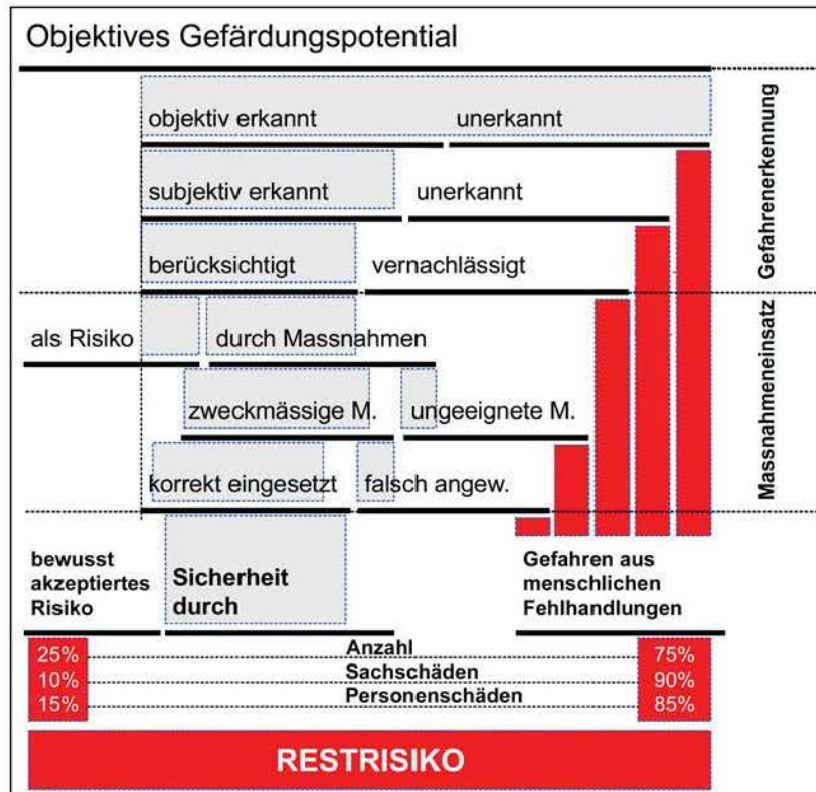 Objektives Gefärdungspotential
objektiv erkannt unerkannt
subjektiv erkannt unerkannt
berücksichtigt vernachlässigt
Gefahrenerkennung
als Risiko durch Massnahmen
zweckmässige M. ungeeignete M.
korrekt eingesetzt falsch angew.
Massnahmeneinsatz
bewusst
akzeptiertes
Risiko
Sicherheit
durch
Gefahren aus
menschlichen
Fehlhandlungen
25% Anzahl 75%
10% Sachschäden 90%
15% Personenschäden 85%
RESTRISIKO